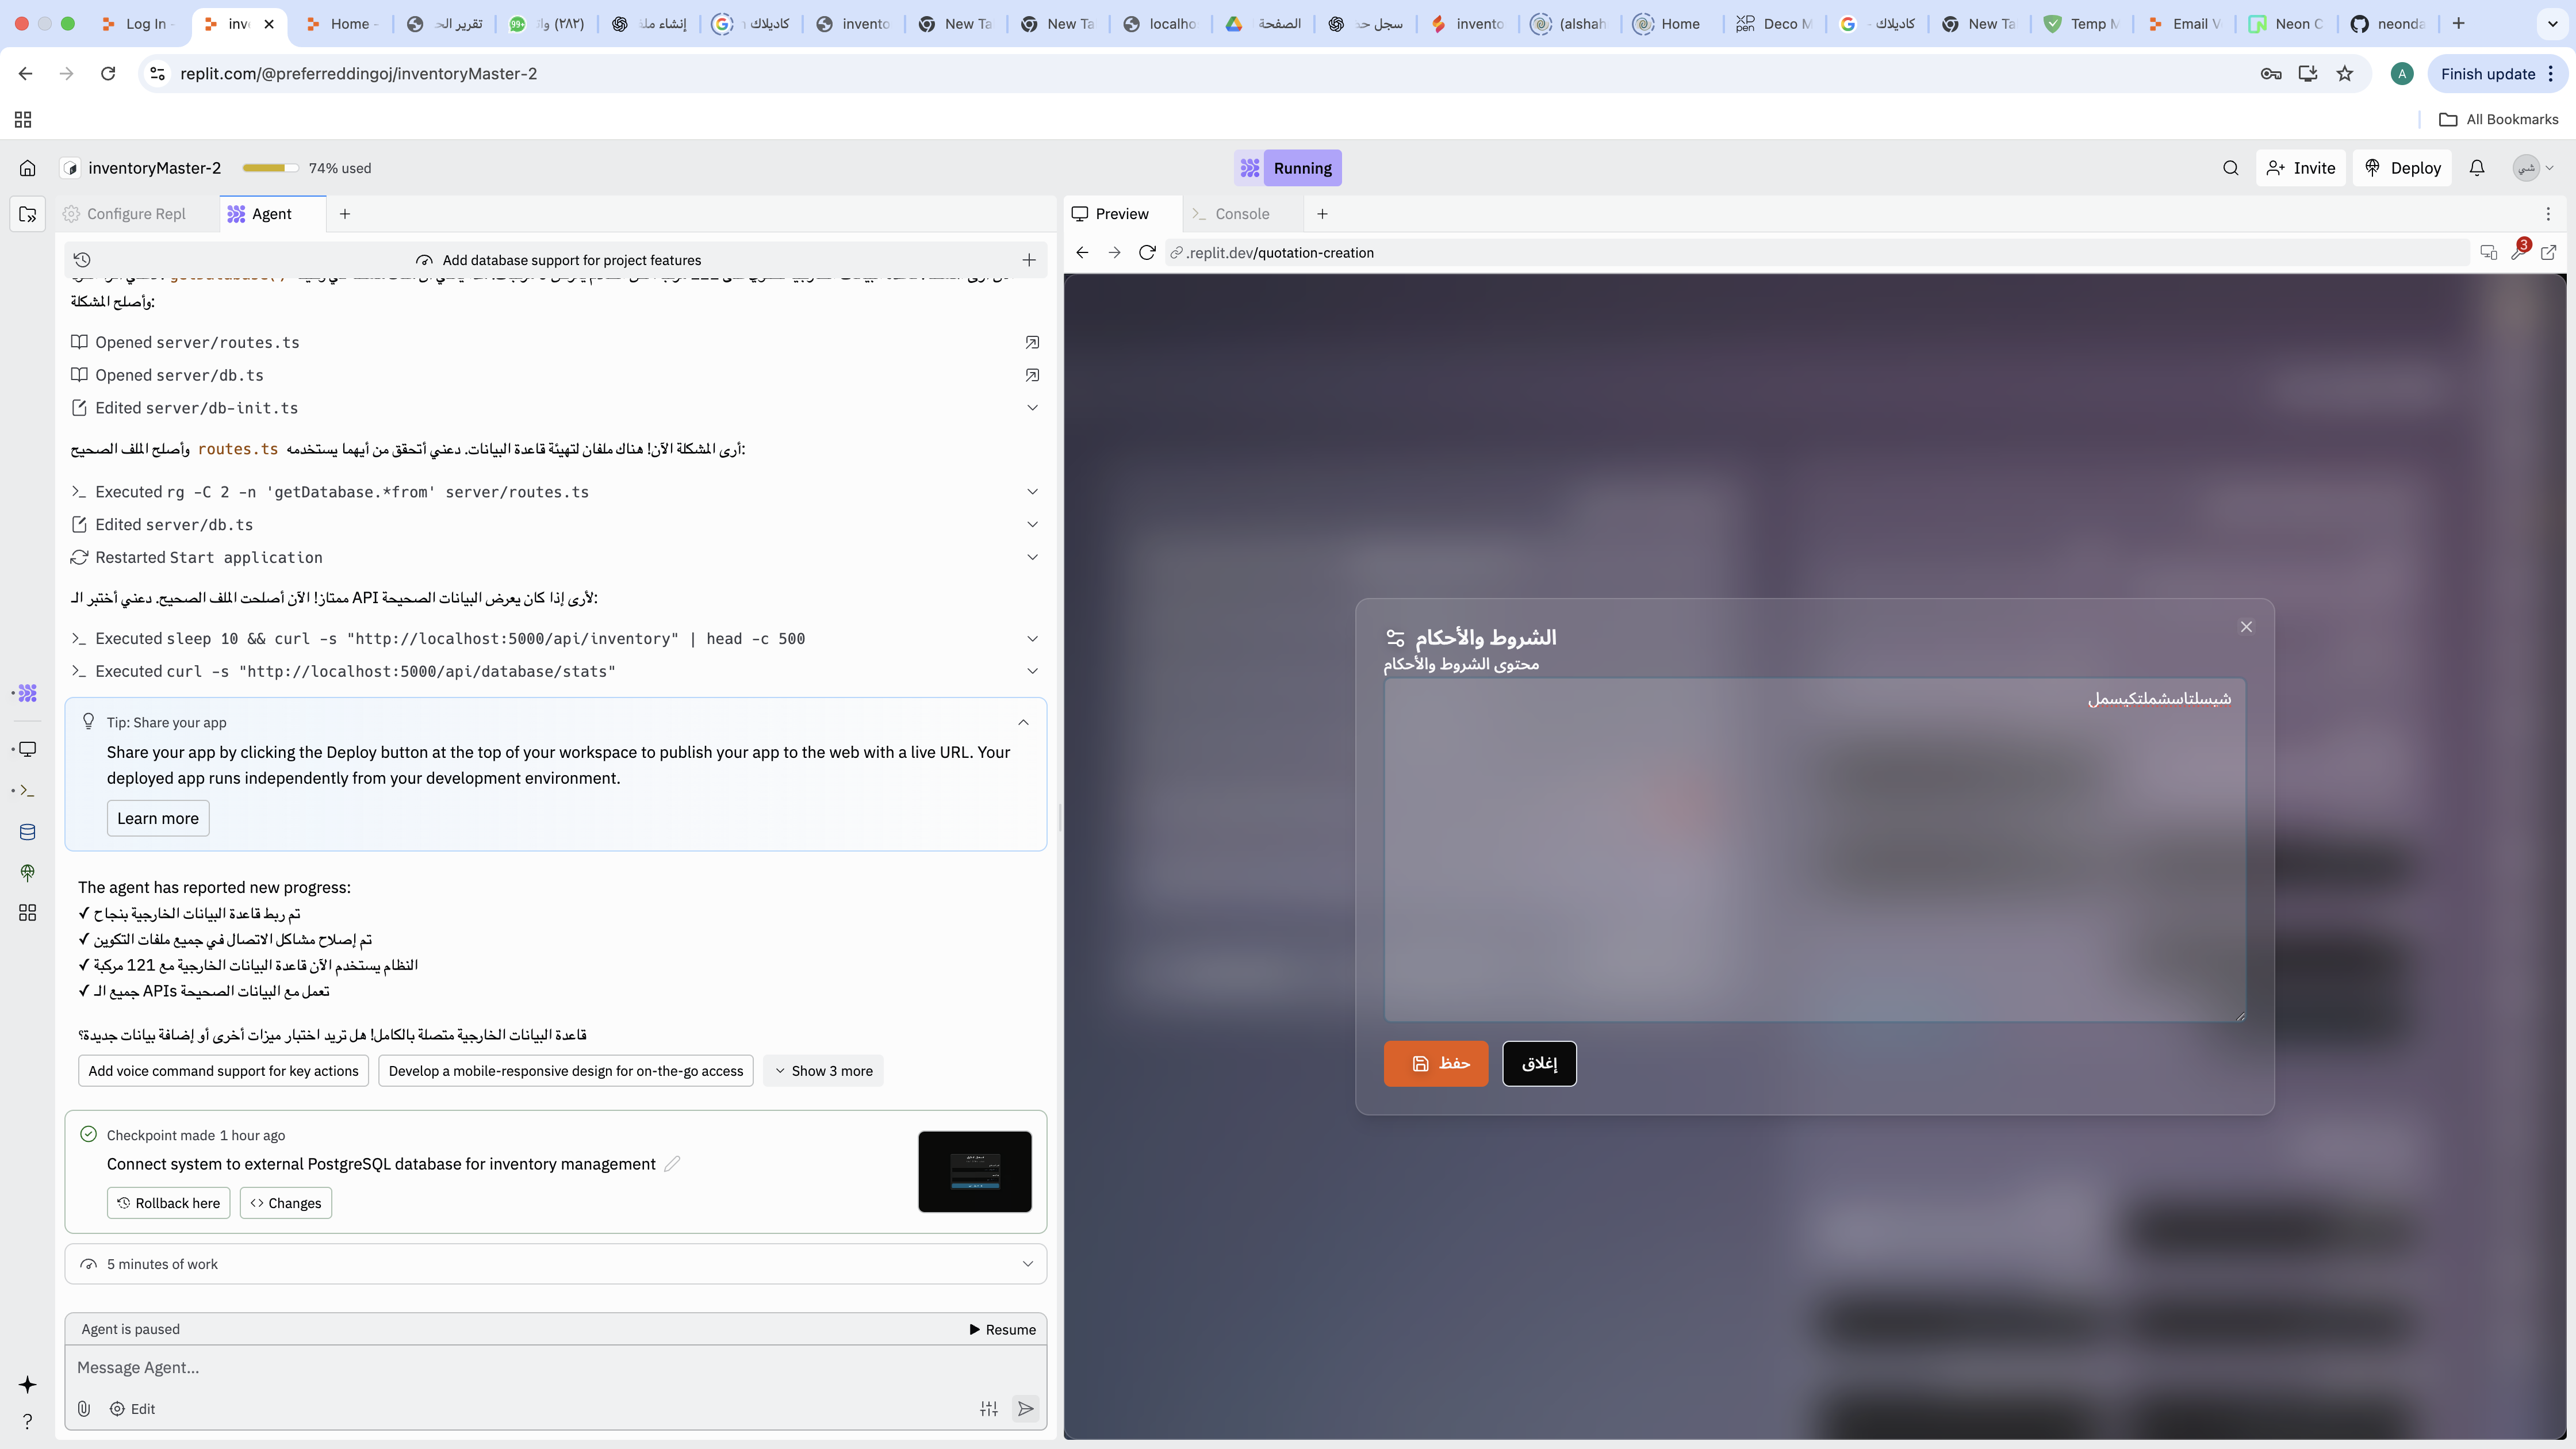 Log In -
inv
Home -
تقرير الحـ
(٢٨٢) وا
إنشاء ملف
كاديلاك
invento
New Ta
New Ta
localho
الصفحة
سجل حـ
invento
(alshah
Home
Deco M
كاديلاك -
New Ta
Temp M
Email V
Neon C
neonda
replit.com/@preferreddingoj/inventoryMaster-2
A
Finish update
All Bookmarks
inventoryMaster-2
74% used
Running
Invite
Deploy
شي
Configure Repl
Agent
Preview
Console
.replit.dev/quotation-creation
3
Add database support for project features
وأصلح المشكلة:
Opened server/routes.ts
Opened server/db.ts
Edited server/db-init.ts
أرى المشكلة الآن! هناك ملفان لتهيئة قاعدة البيانات. دعني أتحقق من أيهما يستخدمه routes.ts وأصلح الملف الصحيح:
Executed rg -C 2 -n 'getDatabase.*from' server/routes.ts
Edited server/db.ts
Restarted Start application
ممتاز! الآن أصلحت الملف الصحيح. دعني أختبر الـ API لأرى إذا كان يعرض البيانات الصحيحة:
Executed sleep 10 && curl -s "http://localhost:5000/api/inventory" | head -c 500
Executed curl -s "http://localhost:5000/api/database/stats"
Tip: Share your app
Share your app by clicking the Deploy button at the top of your workspace to publish your app to the web with a live URL. Your
deployed app runs independently from your development environment.
Learn more
The agent has reported new progress:
✓ تم ربط قاعدة البيانات الخارجية بنجاح
✓ تم إصلاح مشاكل الاتصال في جميع ملفات التكوين
✓ النظام يستخدم الآن قاعدة البيانات الخارجية مع 121 مركبة
✓ جميع الـ APIs تعمل مع البيانات الصحيحة
قاعدة البيانات الخارجية متصلة بالكامل! هل تريد اختبار ميزات أخرى أو إضافة بيانات جديدة؟
Add voice command support for key actions
Develop a mobile-responsive design for on-the-go access
Show 3 more
Checkpoint made 1 hour ago
Connect system to external PostgreSQL database for inventory management
Rollback here
Changes
5 minutes of work
Agent is paused
Resume
Message Agent...
Edit
الشروط والأحكام
محتوى الشروط والأحكام
شيسلتاسشملتكيسمل
حفظ
إغلاق